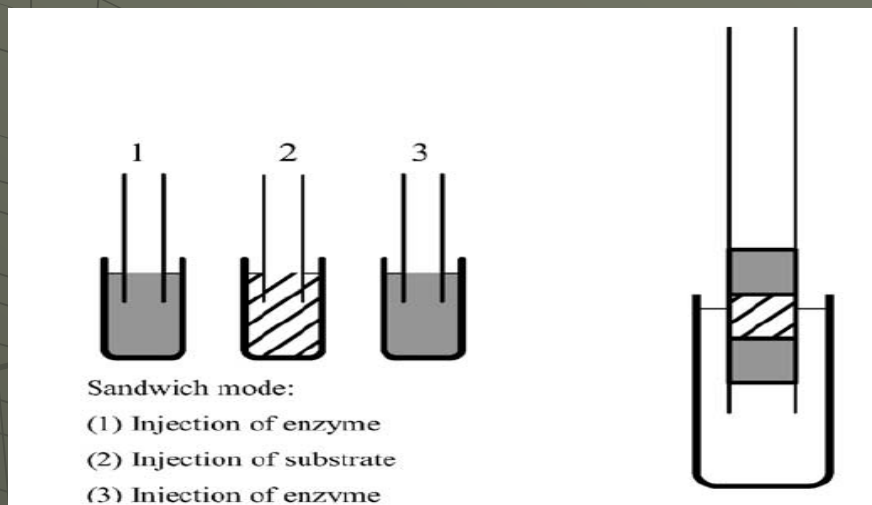 1 2 3
Sandwich mode:
(1) Injection of enzyme
(2) Injection of substrate
(3) Injection of enzyme